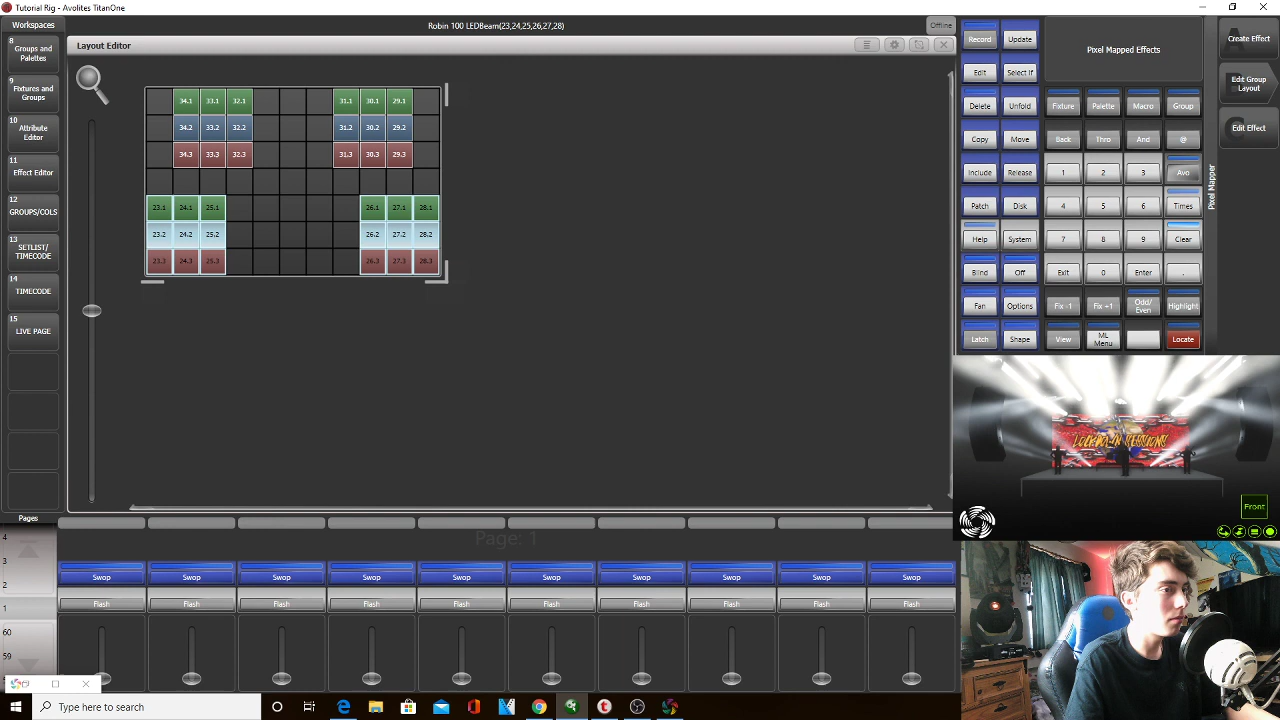 Tutorial Rig - Avolites TitanOne
Workspaces
Robin 100 LEDBeam(23,24,25,26,27,28)
Offline
8
Groups and Palettes
9
Fixtures and Groups
10
Attribute Editor
11
Effect Editor
12
GROUPS/COLS
13
SETLIST/TIMECODE
14
TIMECODE
15
LIVE PAGE
Layout Editor
34.1 33.1 32.1 31.1 30.1 29.1
34.2 33.2 32.2 31.2 30.2 29.2
34.3 33.3 32.3 31.3 30.3 29.3
23.1 24.1 25.1 26.1 27.1 28.1
23.2 24.2 25.2 26.2 27.2 28.2
23.3 24.3 25.3 26.3 27.3 28.3
Record Update
Edit Select If
Delete Unfold
Copy Move
Include Release
Patch Disk
Help System
Blind Off
Fan Options
Latch Shape
Pixel Mapped Effects
Fixture Palette Macro Group
Back Thro And @
1 2 3 Avo
4 5 6 Times
7 8 9 Clear
Exit 0 Enter .
Fix -1 Fix +1 Odd/Even Highlight
View ML Menu Locate
Pixel Mapper
A
Create Effect
Edit Group Layout
C
Edit Effect
LOCKD-IN SESSIONS
Front
Pages
4
3
2
1
60
59
Page: 1
Swop Swop Swop Swop Swop Swop Swop Swop Swop Swop
Flash Flash Flash Flash Flash Flash Flash Flash Flash Flash
Type here to search